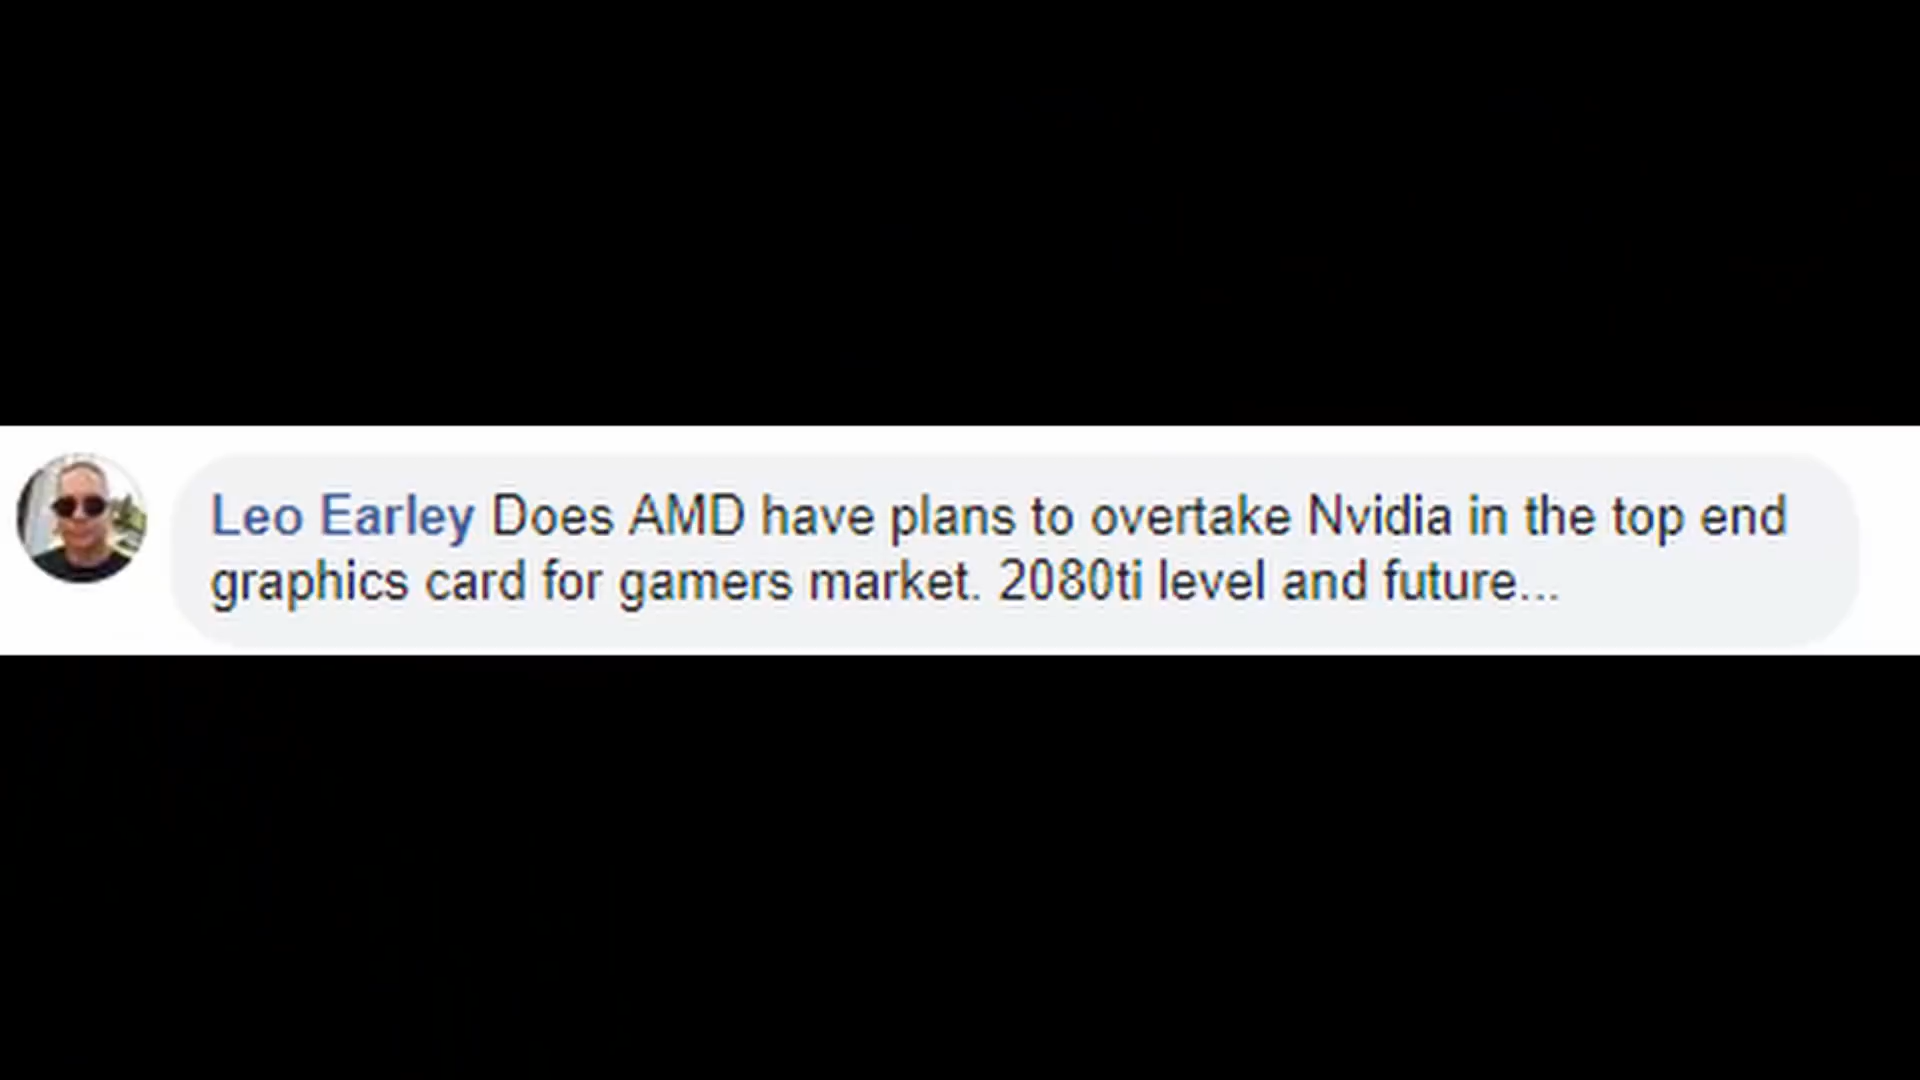 Leo Earley Does AMD have plans to overtake Nvidia in the top end
graphics card for gamers market. 2080ti level and future...